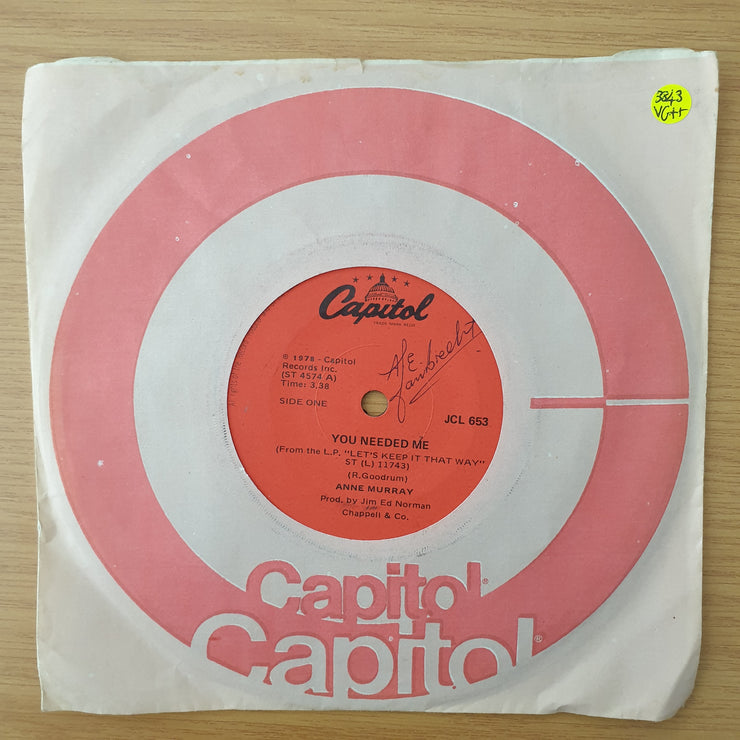 3843
VG++
Capitol
TRADE MARK REGD.
℗ 1978 - Capitol
Records Inc.
(ST 4574 A)
Time: 3.38
SIDE ONE
A.E.
JCL 653
YOU NEEDED ME
(From the L.P. "LET'S KEEP IT THAT WAY"
ST (L) 11743)
(R.Goodrum)
ANNE MURRAY
Prod. by Jim Ed Norman
Chappell & Co.
Capitol®
Capitol®